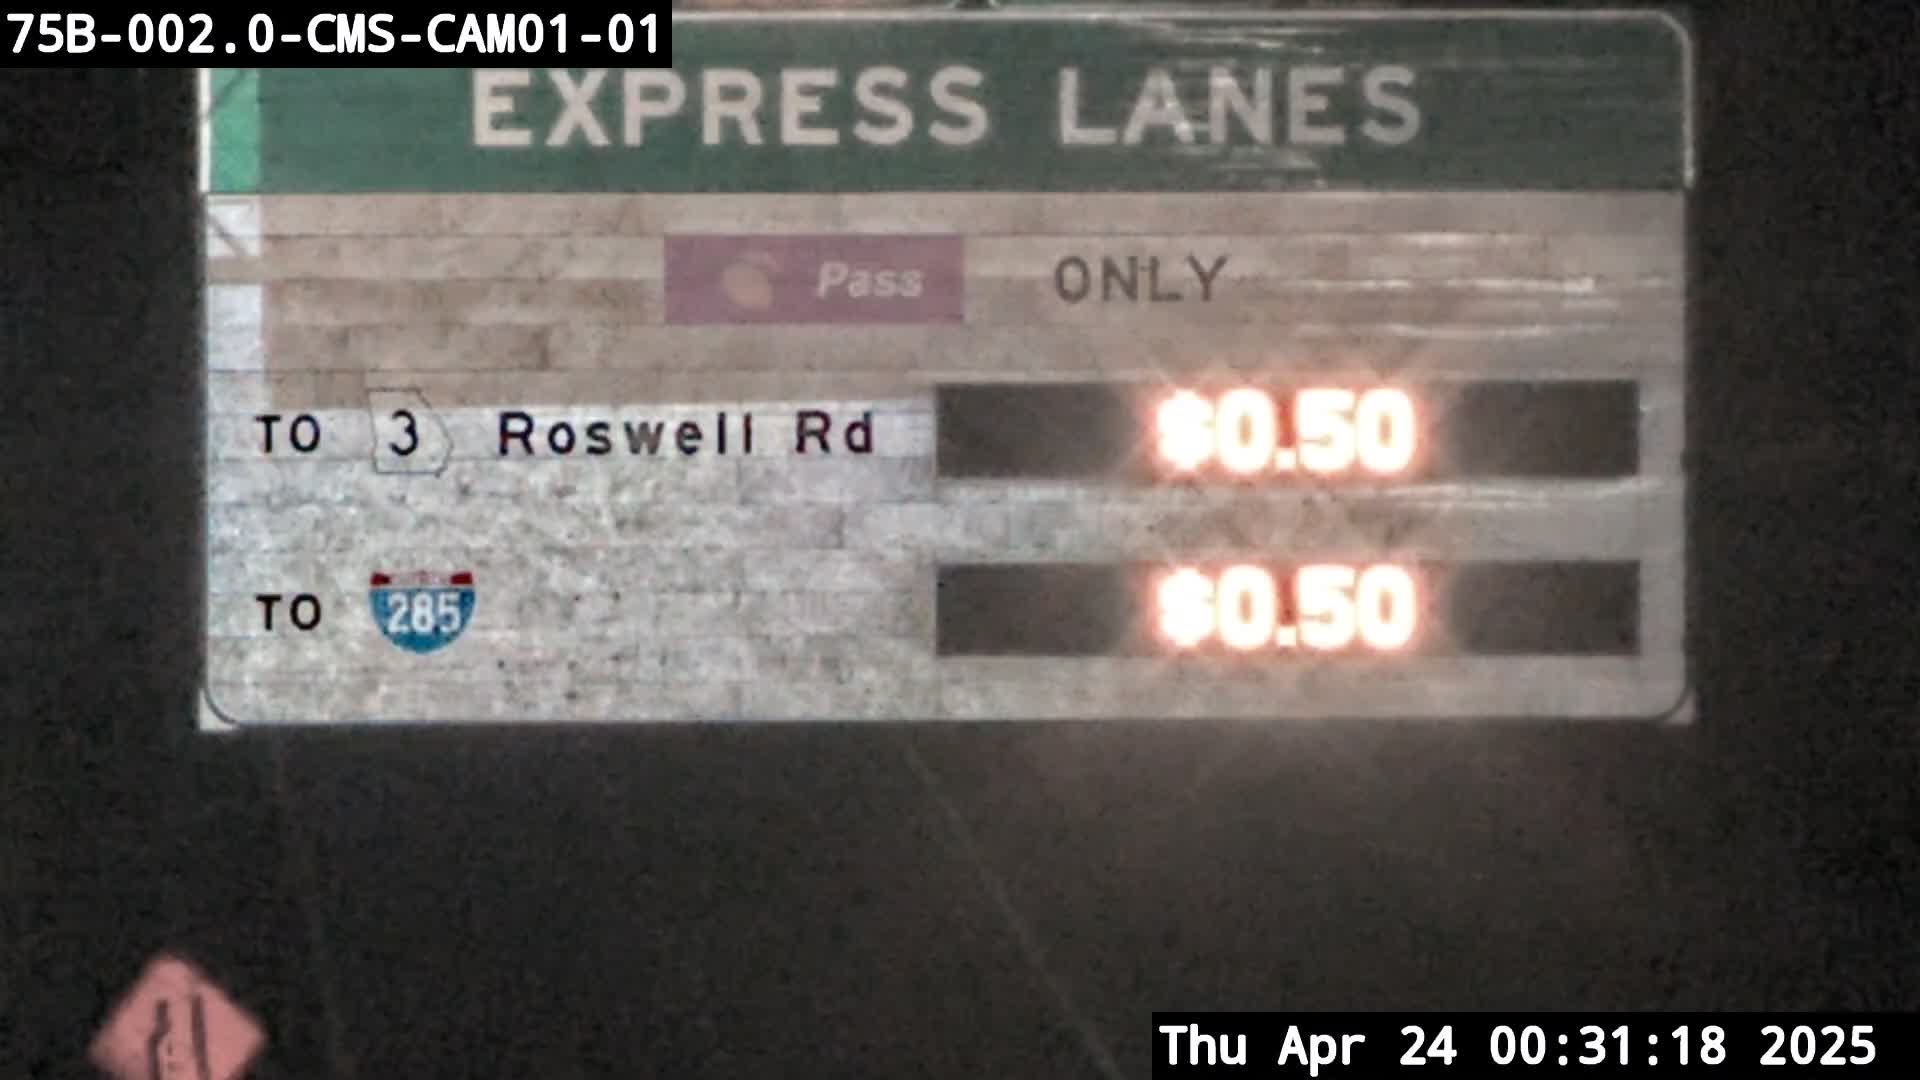 75B-002.0-CMS-CAM01-01
EXPRESS LANES
Pass ONLY
TO 3 Roswell Rd $0.50
TO 285 $0.50
Thu Apr 24 00:31:18 2025